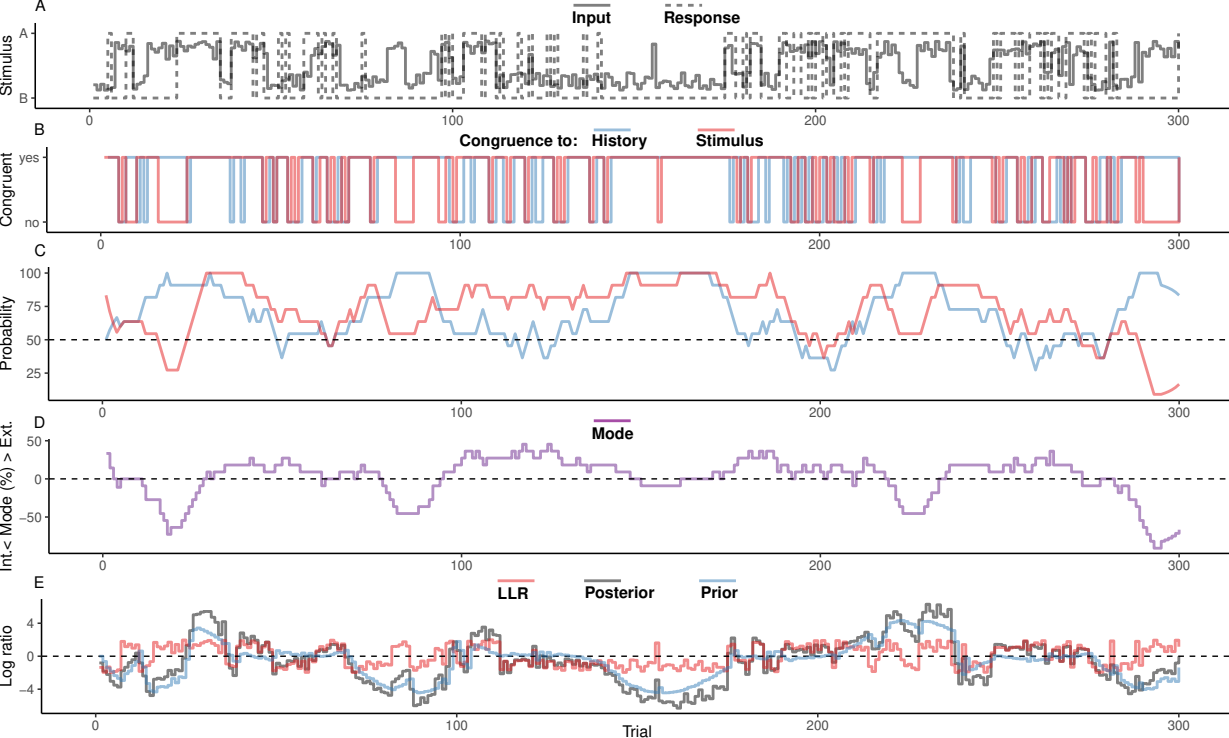 A
Input Response
Stimulus
A
B
0 100 200 300
B
Congruence to: History Stimulus
Congruent
yes
no
0 100 200 300
C
Probability
100
75
50
25
0 100 200 300
D
Mode
Int.< Mode (%) > Ext.
50
0
−50
0 100 200 300
E
LLR Posterior Prior
Log ratio
4
0
−4
0 100 200 300
Trial